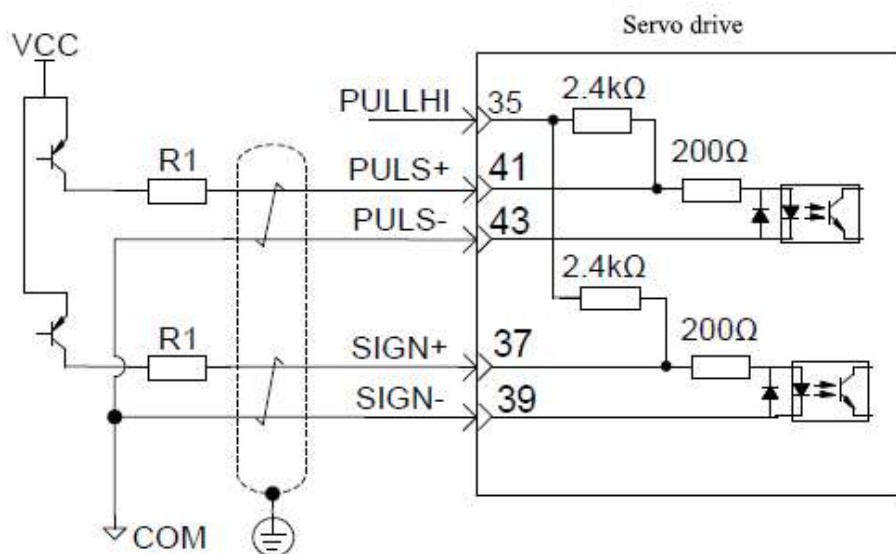 Servo drive
VCC
PULLHI 35 2.4kΩ
R1 PULS+ 41 200Ω
PULS- 43
2.4kΩ
R1 SIGN+ 37 200Ω
SIGN- 39
COM